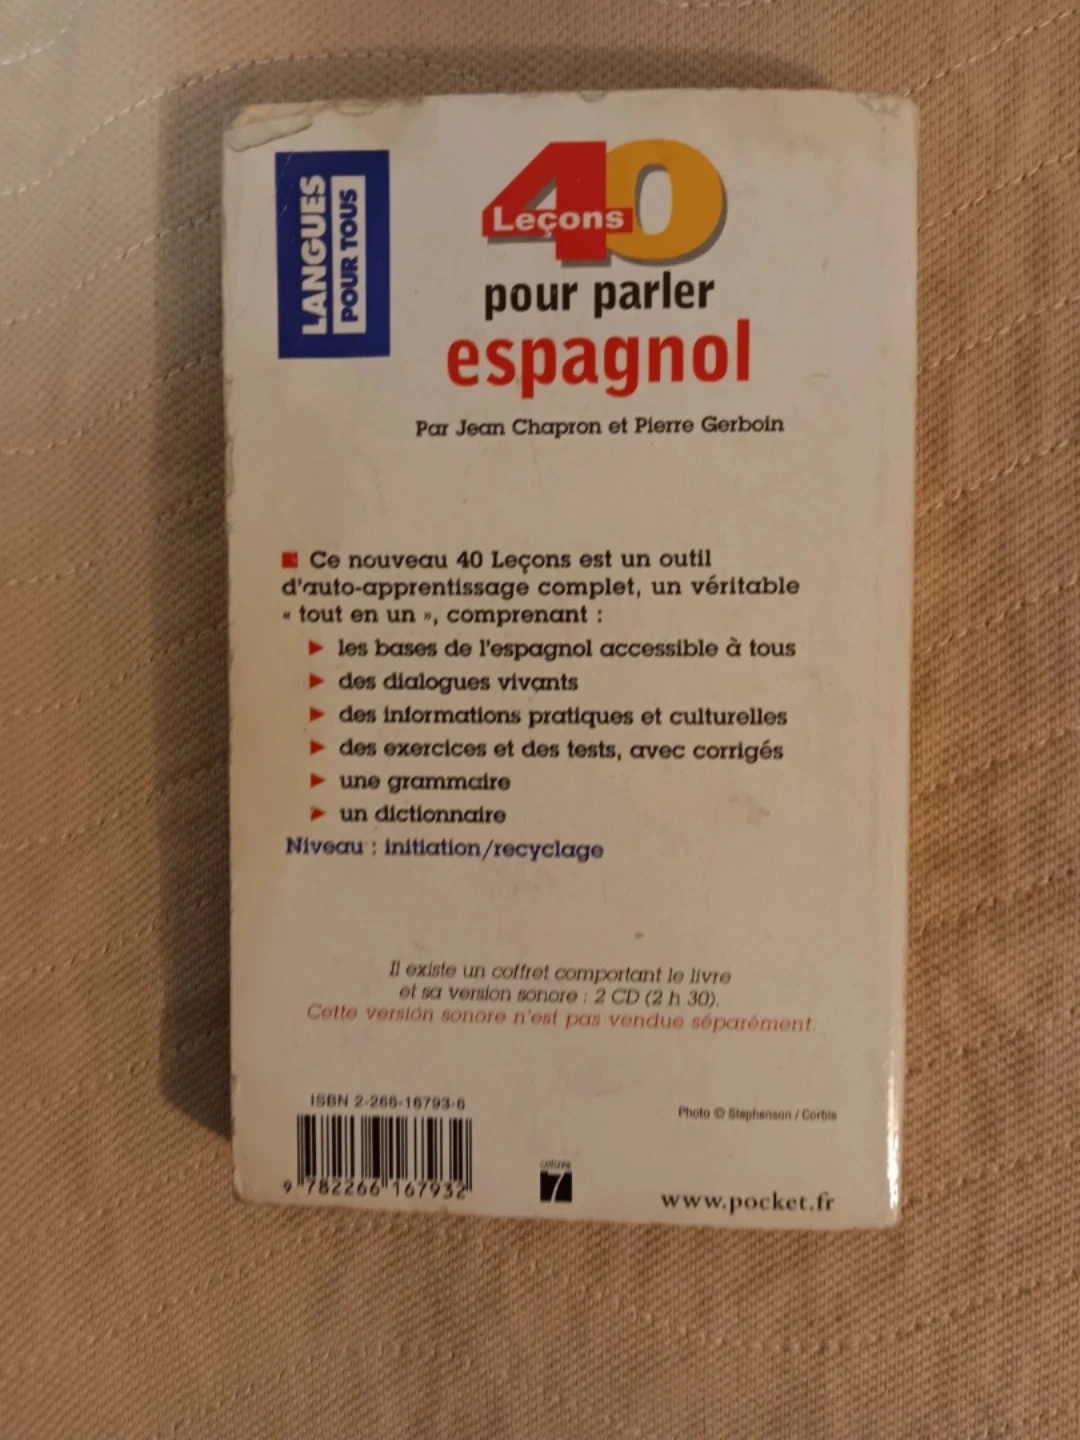 LANGUES
POUR TOUS
40
Leçons
pour parler
espagnol
Par Jean Chapron et Pierre Gerboin
Ce nouveau 40 Leçons est un outil
d'auto-apprentissage complet, un véritable
« tout en un », comprenant :
les bases de l'espagnol accessible à tous
des dialogues vivants
des informations pratiques et culturelles
des exercices et des tests, avec corrigés
une grammaire
un dictionnaire
Niveau : initiation/recyclage
Il existe un coffret comportant le livre
et sa version sonore : 2 CD (2 h 30).
Cette version sonore n'est pas vendue séparément.
ISBN 2-266-16793-6
9 782266 167932
Photo © Stephenson / Corbis
7
www.pocket.fr